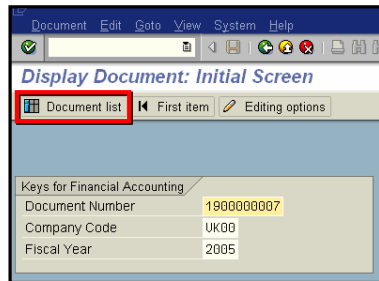 Document Edit Goto View System Help
Display Document: Initial Screen
Document list First item Editing options
Keys for Financial Accounting
Document Number 1900000007
Company Code UK00
Fiscal Year 2005